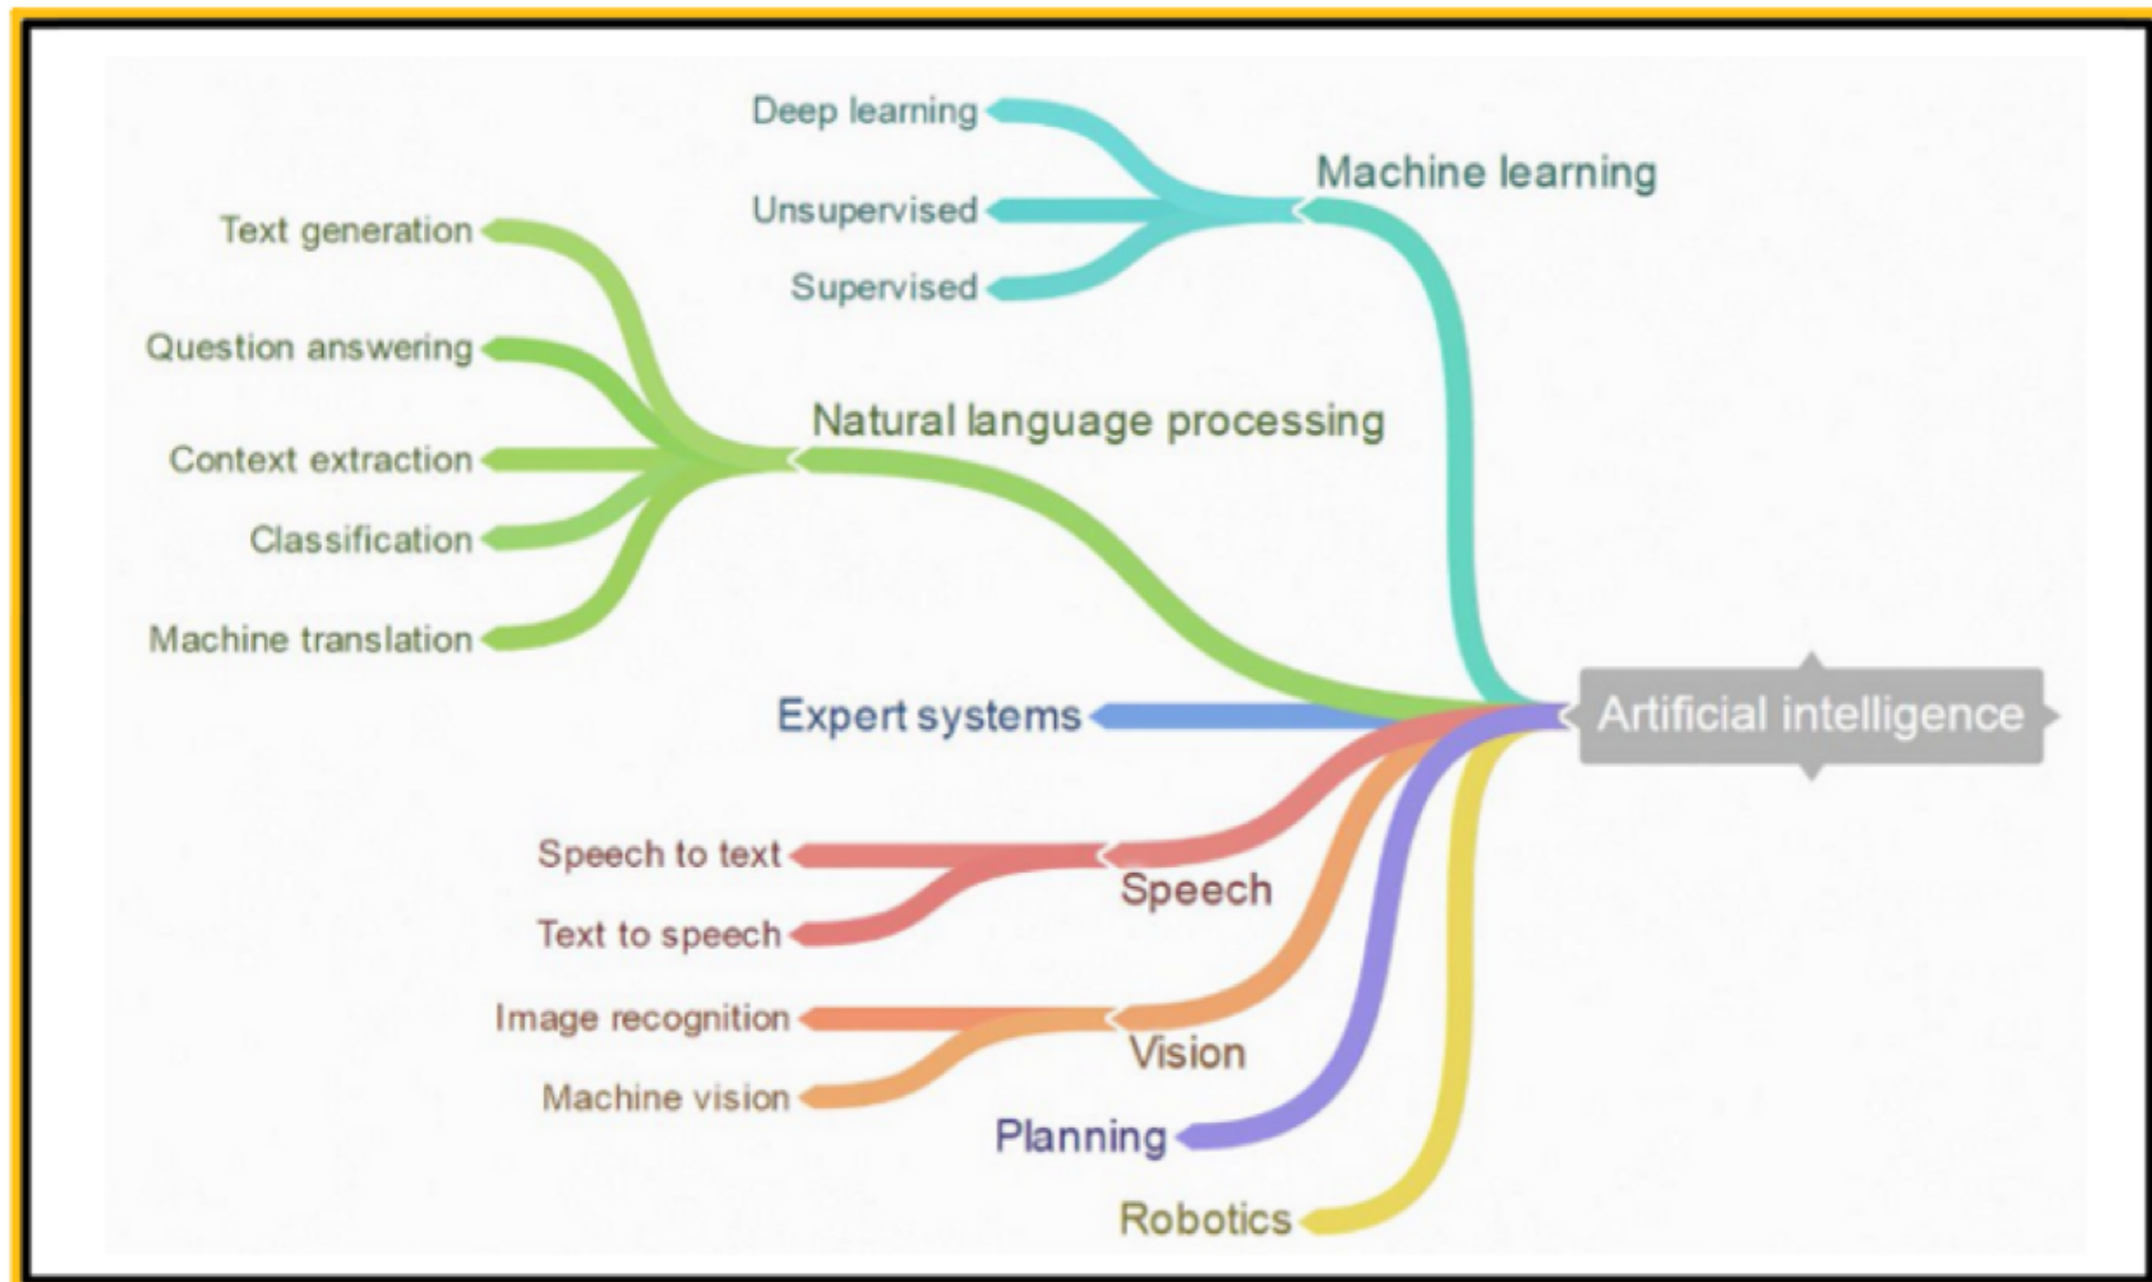 Deep learning
Machine learning
Unsupervised
Supervised
Text generation
Question answering
Natural language processing
Context extraction
Classification
Machine translation
Expert systems
Artificial intelligence
Speech to text
Speech
Text to speech
Image recognition
Vision
Machine vision
Planning
Robotics